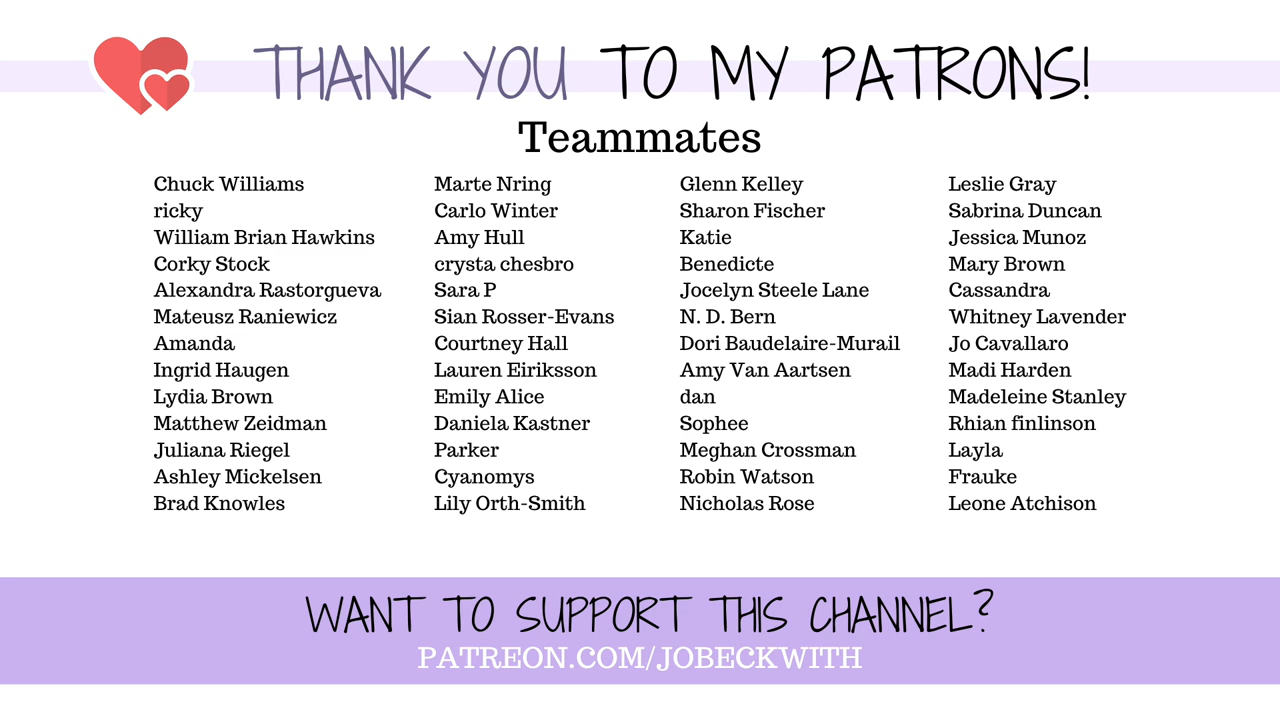 THANK YOU TO MY PATRONS!
Teammates
Chuck Williams
ricky
William Brian Hawkins
Corky Stock
Alexandra Rastorgueva
Mateusz Raniewicz
Amanda
Ingrid Haugen
Lydia Brown
Matthew Zeidman
Juliana Riegel
Ashley Mickelsen
Brad Knowles
Marte Nring
Carlo Winter
Amy Hull
crysta chesbro
Sara P
Sian Rosser-Evans
Courtney Hall
Lauren Eiriksson
Emily Alice
Daniela Kastner
Parker
Cyanomys
Lily Orth-Smith
Glenn Kelley
Sharon Fischer
Katie
Benedicte
Jocelyn Steele Lane
N. D. Bern
Dori Baudelaire-Murail
Amy Van Aartsen
dan
Sophee
Meghan Crossman
Robin Watson
Nicholas Rose
Leslie Gray
Sabrina Duncan
Jessica Munoz
Mary Brown
Cassandra
Whitney Lavender
Jo Cavallaro
Madi Harden
Madeleine Stanley
Rhian finlinson
Layla
Frauke
Leone Atchison
WANT TO SUPPORT THIS CHANNEL?
PATREON.COM/JOBECKWITH